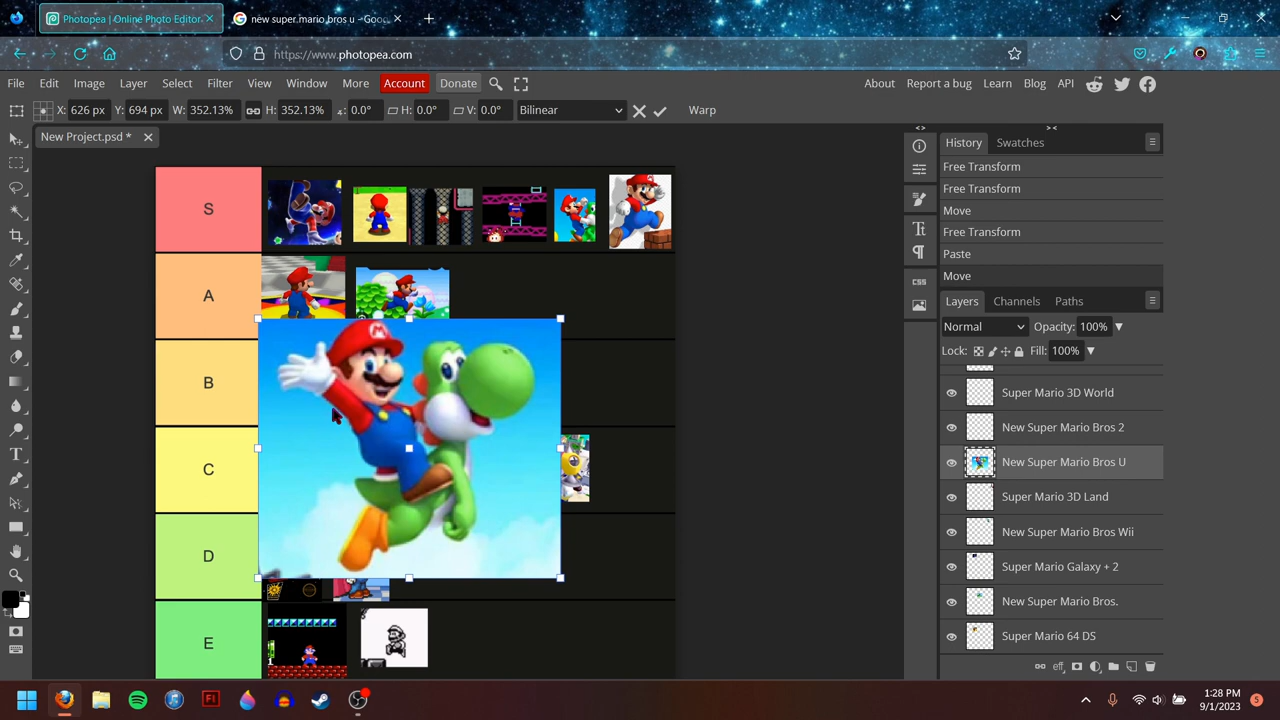 Photopea | Online Photo Editor
new super mario bros u - Goog
https://www.photopea.com
File Edit Image Layer Select Filter View Window More Account Donate
About Report a bug Learn Blog API
X: 626 px Y: 694 px W: 352.13% H: 352.13% 0.0° H: 0.0° V: 0.0° Bilinear Warp
New Project.psd *
S
A
B
C
D
E
M
CSS
History Swatches
Free Transform
Free Transform
Move
Free Transform
Paste
Move
Layers Channels Paths
Normal Opacity: 100%
Lock: Fill: 100%
Super Mario 3D World
New Super Mario Bros 2
New Super Mario Bros U
Super Mario 3D Land
New Super Mario Bros Wii
Super Mario Galaxy + 2
New Super Mario Bros.
Super Mario 64 DS
eff
1:28 PM
9/1/2023
5